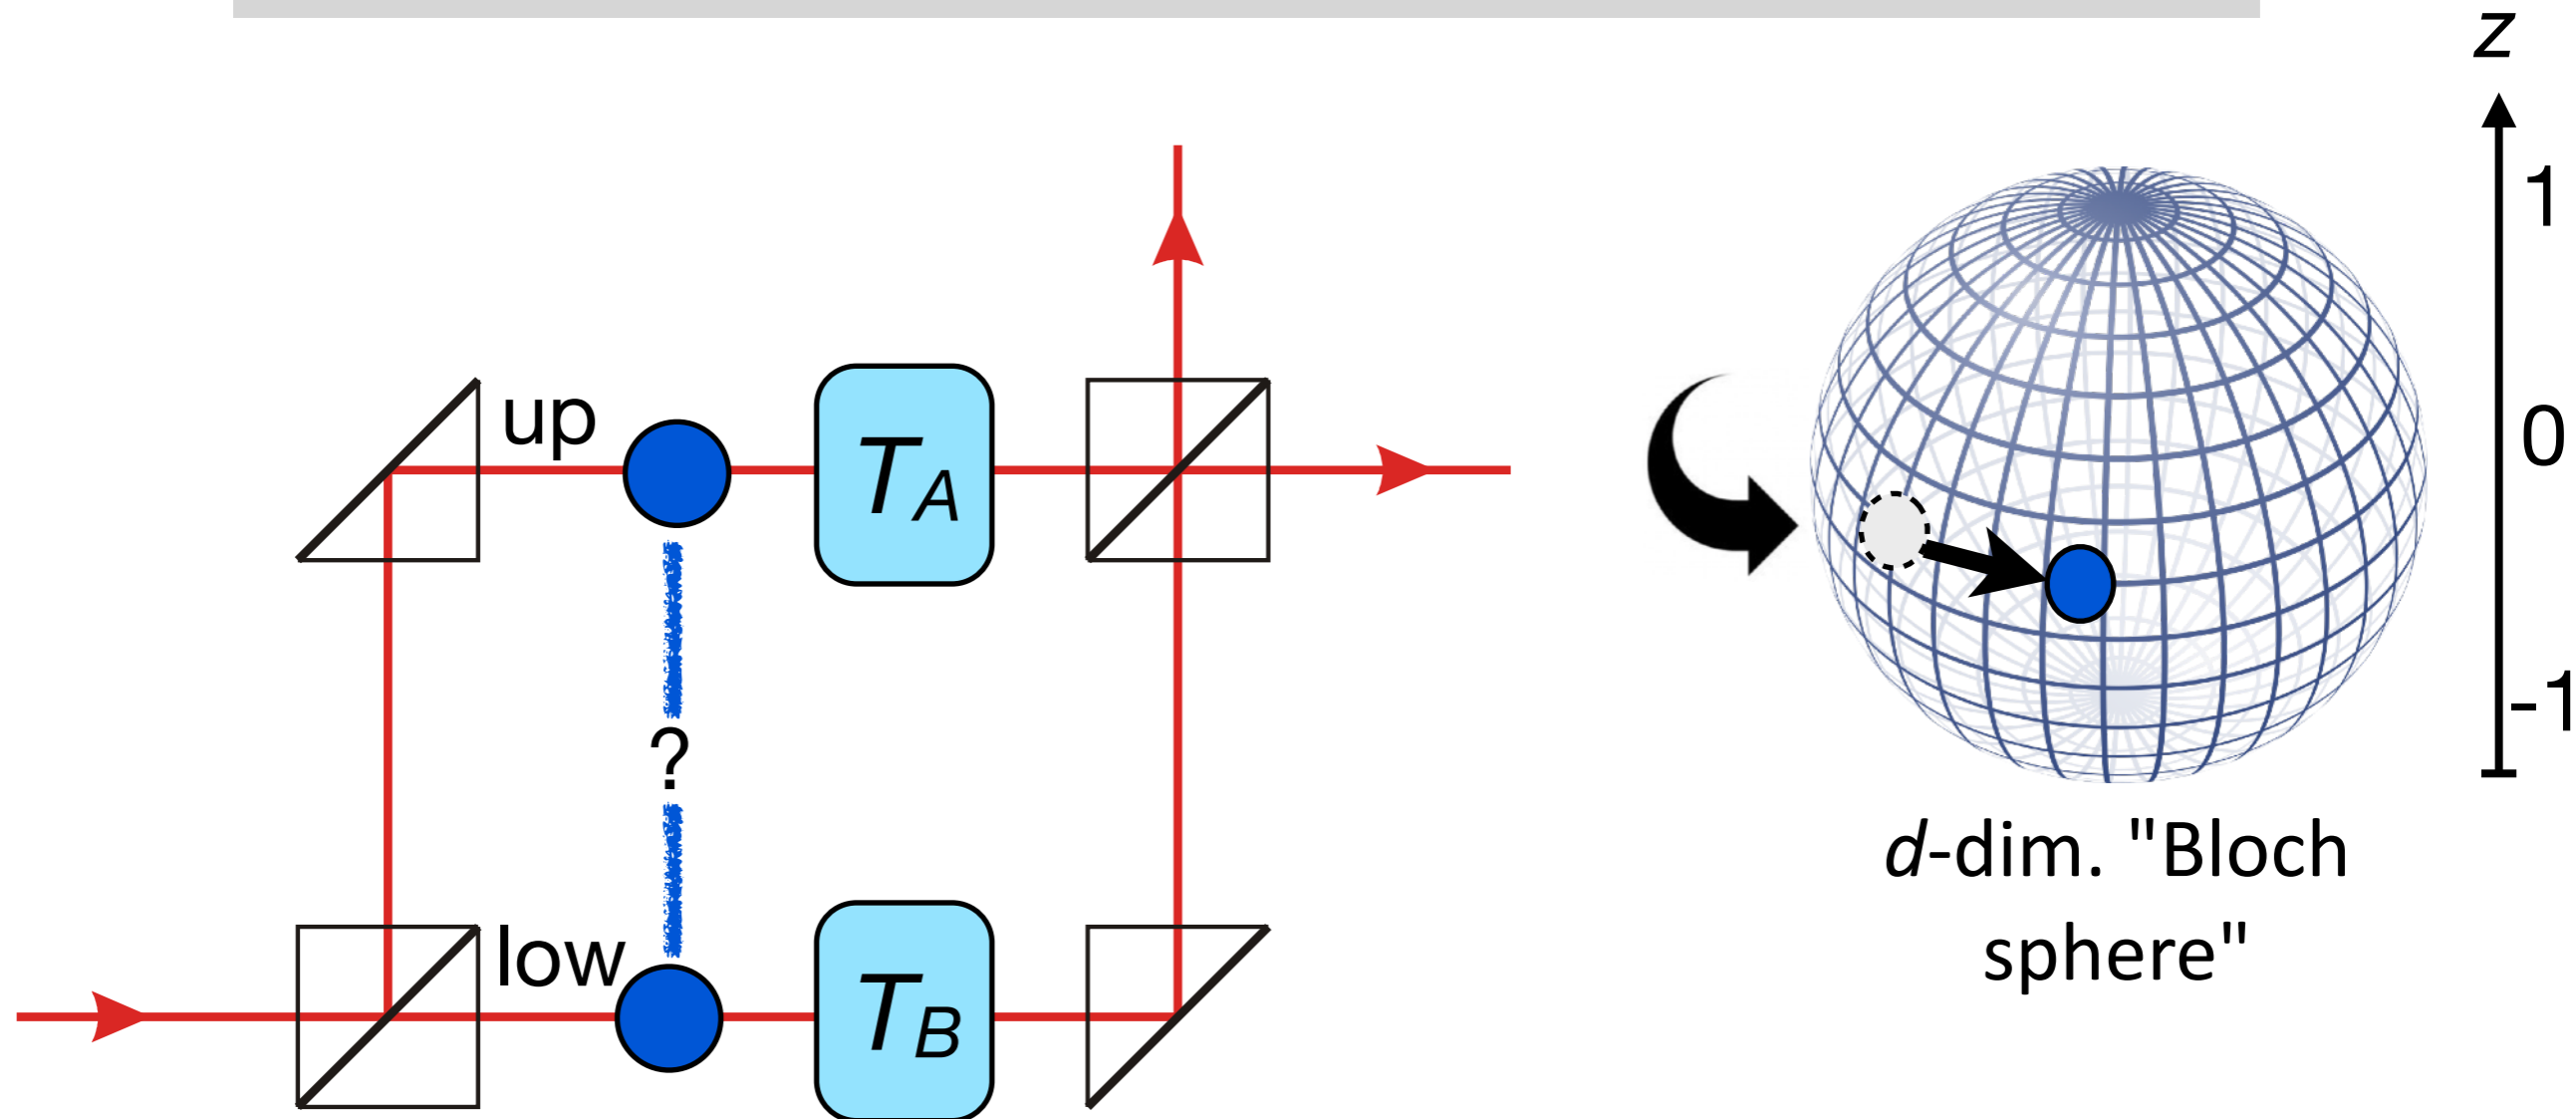 z
1
up
T_A
0
?
-1
low
T_B
d-dim. "Bloch
sphere"